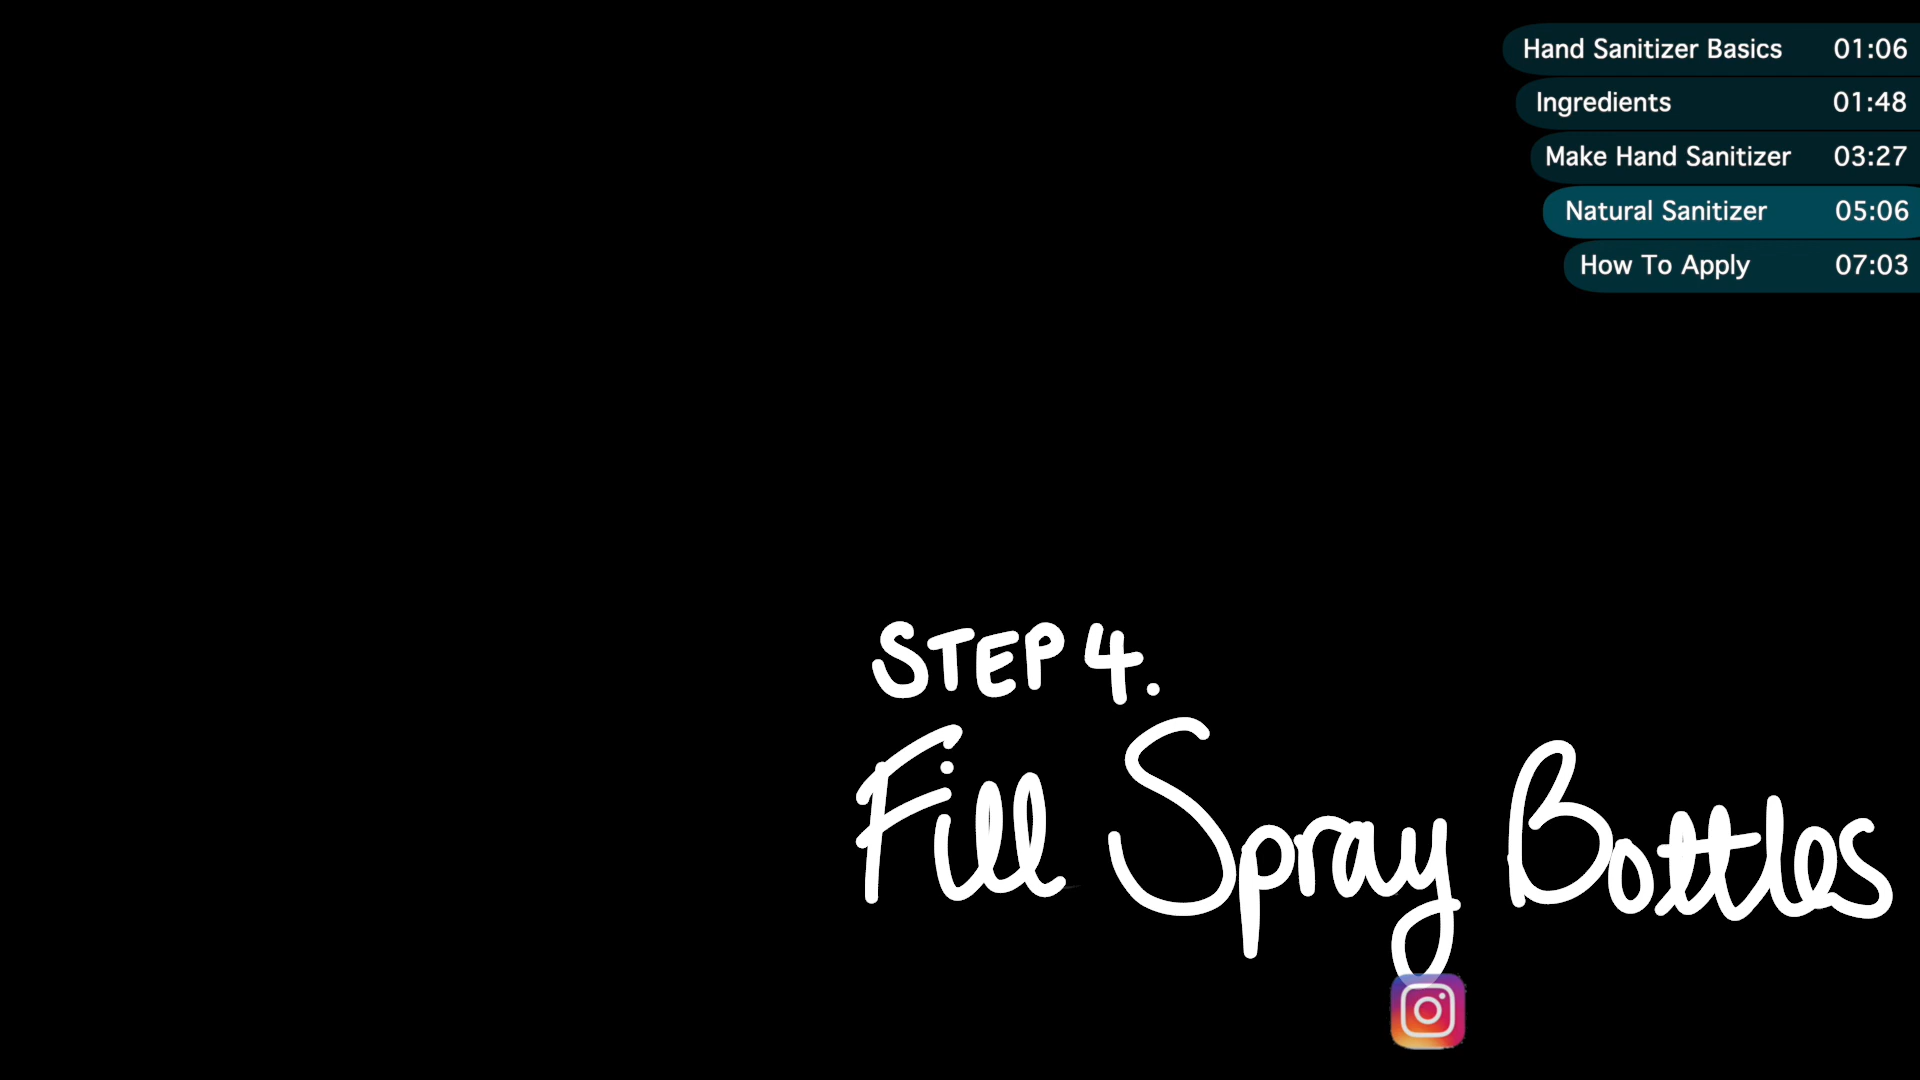 Hand Sanitizer Basics 01:06
Ingredients 01:48
Make Hand Sanitizer 03:27
Natural Sanitizer 05:06
How To Apply 07:03
STEP 4.
Fill Spray Bottles